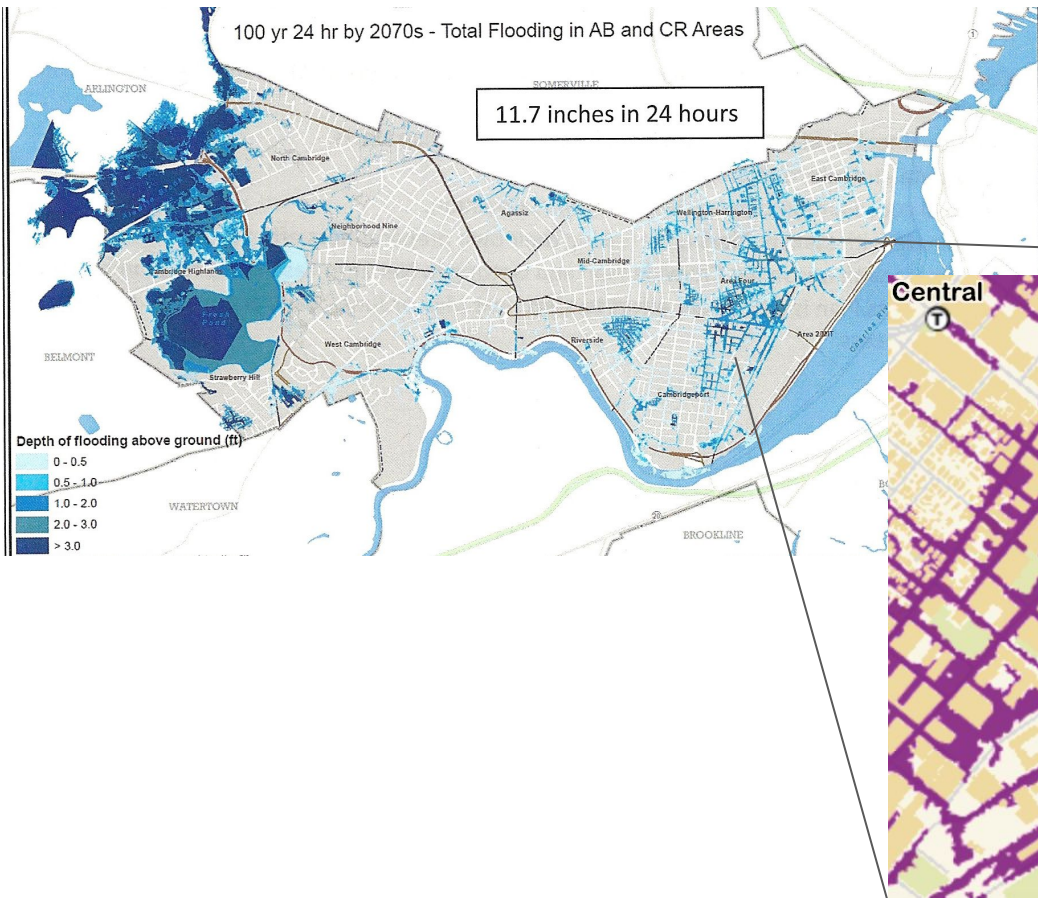 100 yr 24 hr by 2070s - Total Flooding in AB and CR Areas
11.7 inches in 24 hours
ARLINGTON
SOMERVILLE
North Cambridge
East Cambridge
Wellington-Harrington
Agassiz
Neighborhood Nine
Mid-Cambridge
ambridge Highlands
Area Four
Fresh
Pond
Area 2/MIT
Charles Ri
Riverside
West Cambridge
BELMONT
Strawberry Hill
Cambridgeport
WATERTOWN
BROOKLINE
Depth of flooding above ground (ft)
0 - 0.5
0.5 - 1.0
1.0 - 2.0
2.0 - 3.0
> 3.0
Central
T